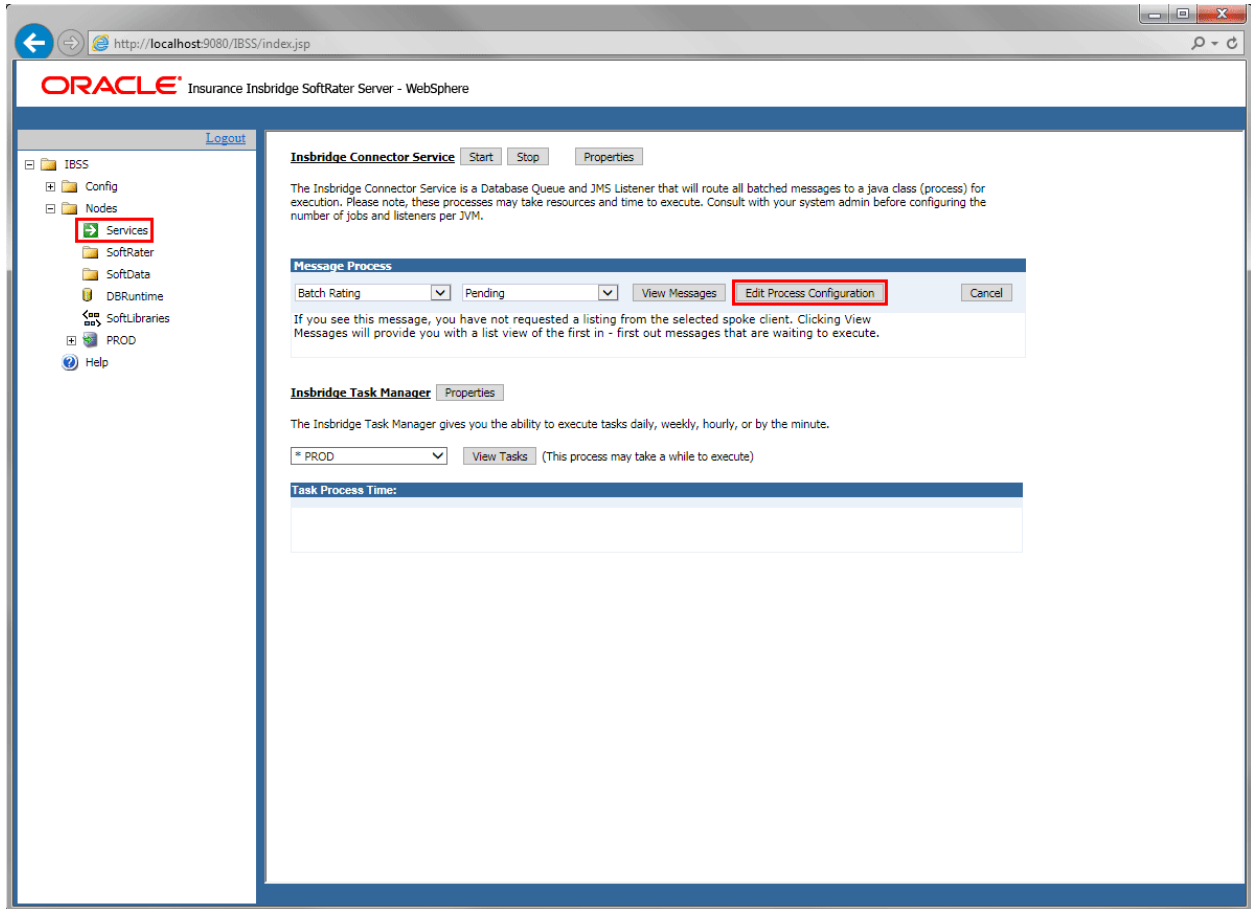 http://localhost:9080/IBSS/index.jsp
ORACLE® Insurance Insbridge SoftRater Server - WebSphere
Logout
IBSS
Config
Nodes
Services
SoftRater
SoftData
DBRuntime
SoftLibraries
PROD
Help
Insbridge Connector Service Start Stop Properties
The Insbridge Connector Service is a Database Queue and JMS Listener that will route all batched messages to a java class (process) for
execution. Please note, these processes may take resources and time to execute. Consult with your system admin before configuring the
number of jobs and listeners per JVM.
Message Process
Batch Rating Pending View Messages Edit Process Configuration Cancel
If you see this message, you have not requested a listing from the selected spoke client. Clicking View
Messages will provide you with a list view of the first in - first out messages that are waiting to execute.
Insbridge Task Manager Properties
The Insbridge Task Manager gives you the ability to execute tasks daily, weekly, hourly, or by the minute.
* PROD View Tasks (This process may take a while to execute)
Task Process Time: